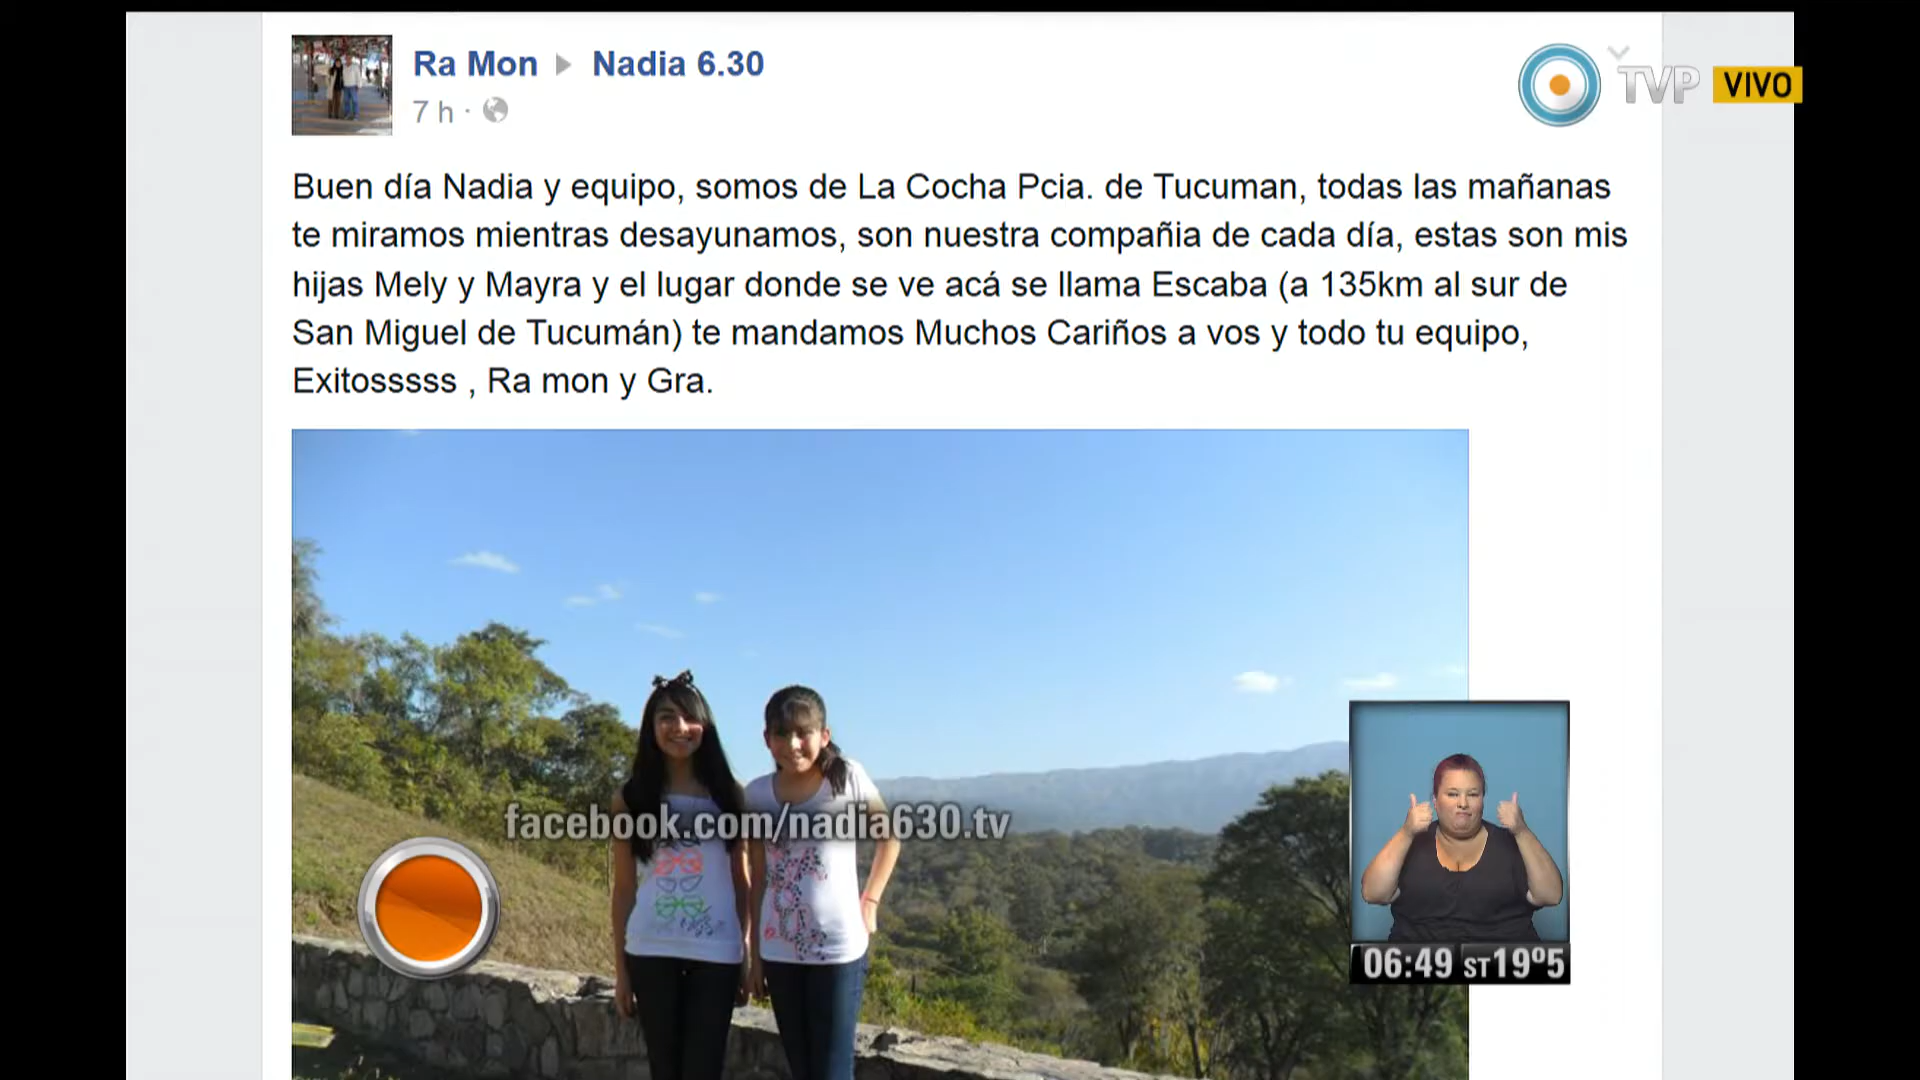 Ra Mon Nadia 6.30
7 h ·
TVP VIVO
Buen día Nadia y equipo, somos de La Cocha Pcia. de Tucuman, todas las mañanas
te miramos mientras desayunamos, son nuestra compañia de cada día, estas son mis
hijas Mely y Mayra y el lugar donde se ve acá se llama Escaba (a 135km al sur de
San Miguel de Tucumán) te mandamos Muchos Cariños a vos y todo tu equipo,
Exitosssss , Ra mon y Gra.
facebook.com/nadia630.tv
06:49 ST19º5